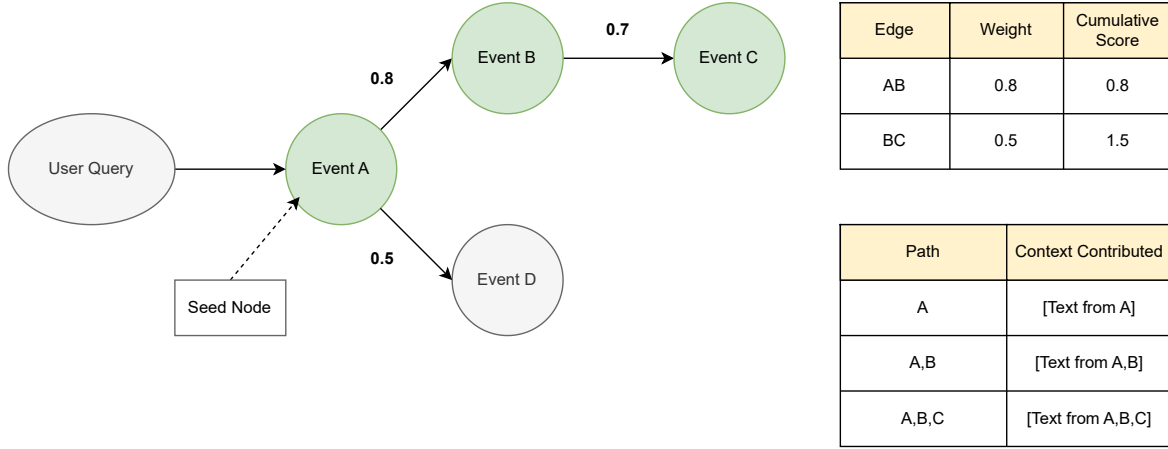 User Query
Event A
Seed Node
0.8
0.5
Event B
0.7
Event C
Event D
Edge Weight Cumulative
Score
AB 0.8 0.8
BC 0.5 1.5
Path Context Contributed
A [Text from A]
A,B [Text from A,B]
A,B,C [Text from A,B,C]